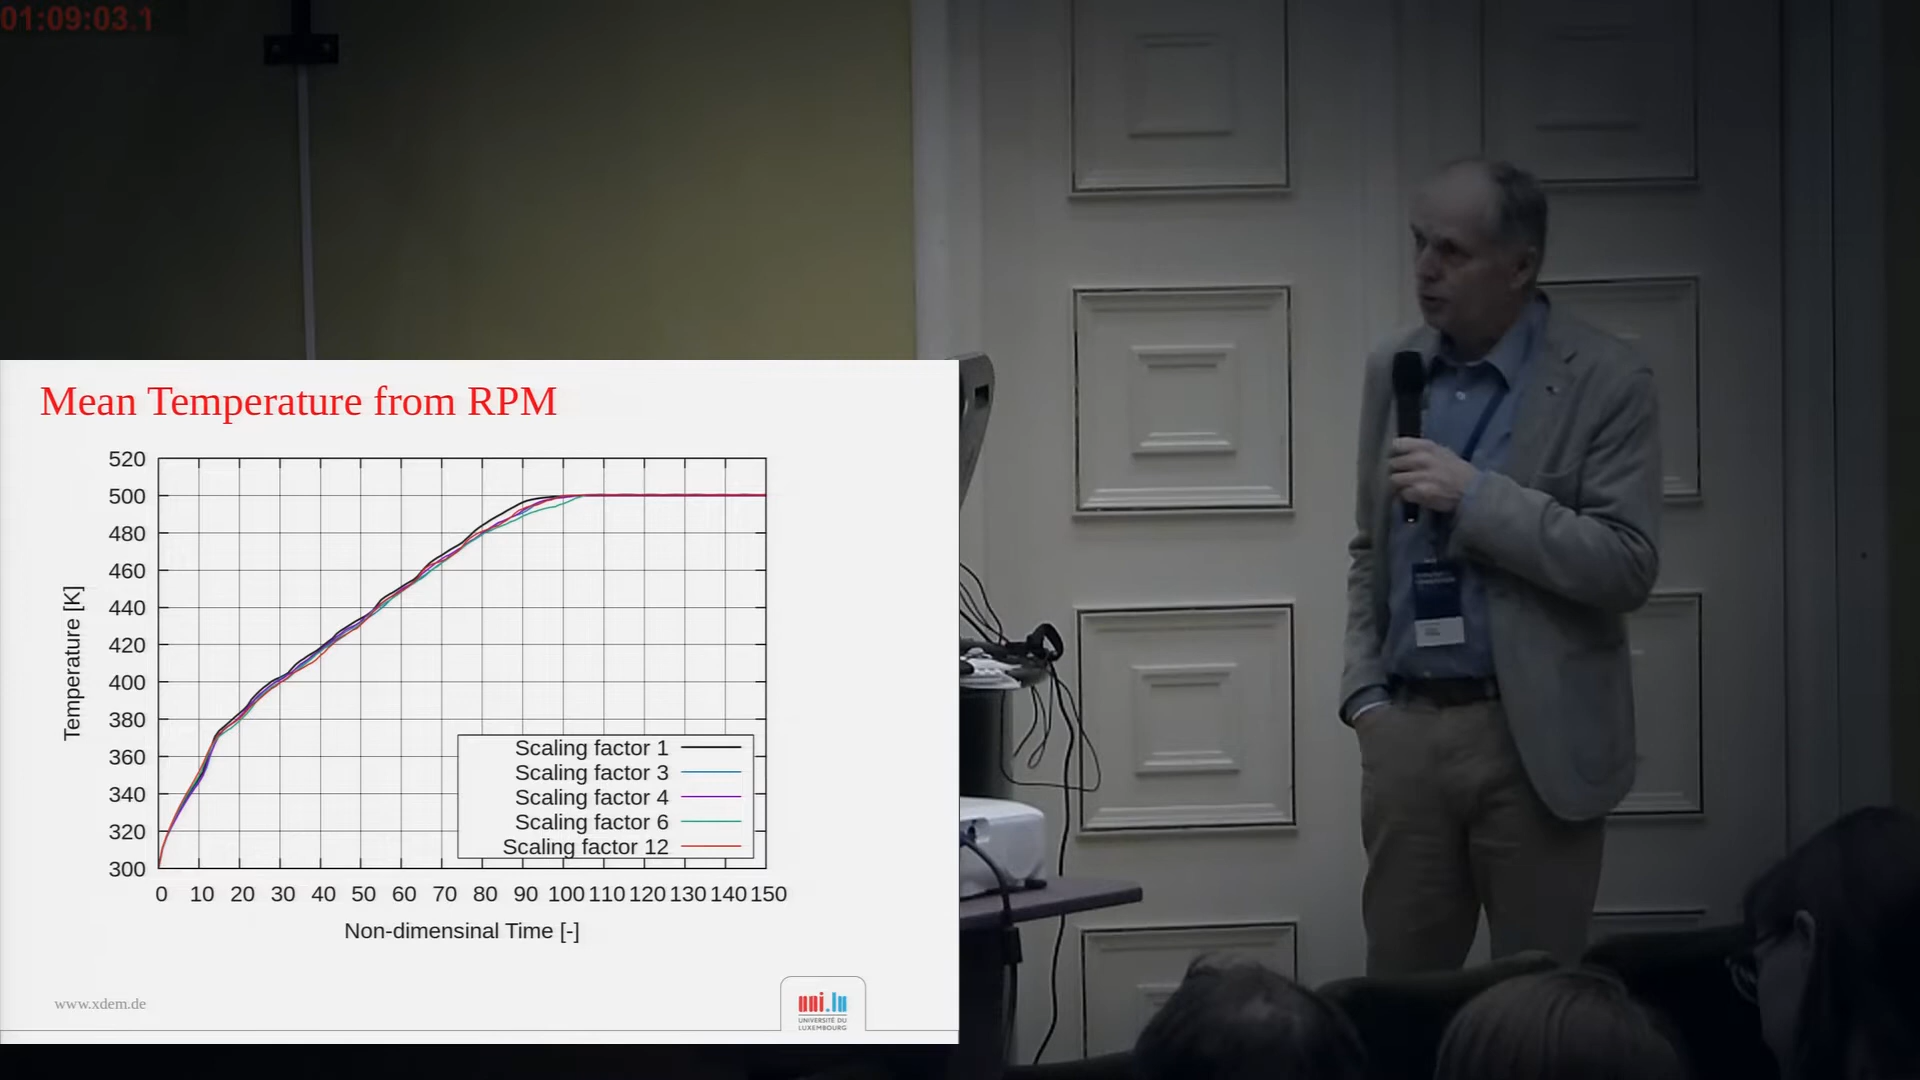 01:09:03.1
Mean Temperature from RPM
520
500
480
460
440
420
400
380
360
340
320
300
Temperature [K]
Scaling factor 1
Scaling factor 3
Scaling factor 4
Scaling factor 6
Scaling factor 12
0 10 20 30 40 50 60 70 80 90 100 110 120 130 140 150
Non-dimensinal Time [-]
www.xdem.de
uni.lu
UNIVERSITÉ DU
LUXEMBOURG